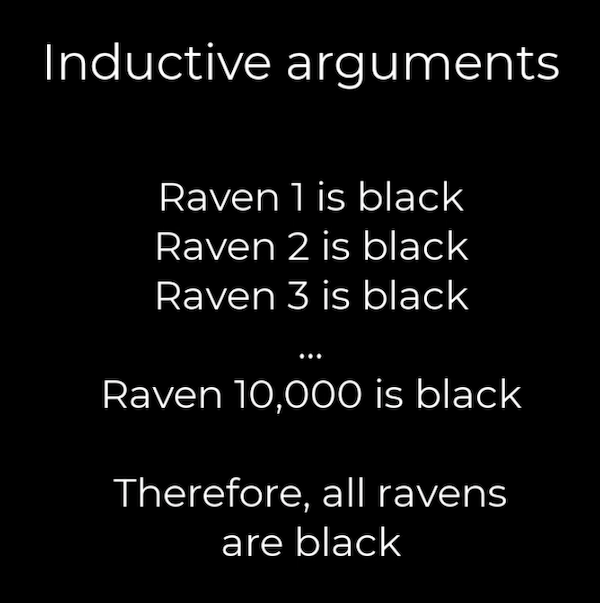 Inductive arguments
Raven 1 is black
Raven 2 is black
Raven 3 is black
...
Raven 10,000 is black
Therefore, all ravens
are black